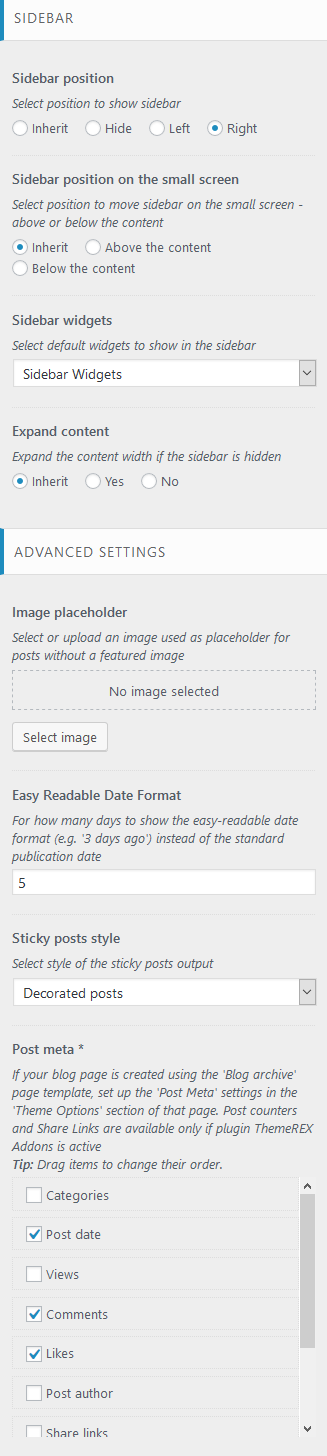 SIDEBAR
Sidebar position
Select position to show sidebar
Inherit Hide Left Right
Sidebar position on the small screen
Select position to move sidebar on the small screen -
above or below the content
Inherit Above the content
Below the content
Sidebar widgets
Select default widgets to show in the sidebar
Sidebar Widgets
Expand content
Expand the content width if the sidebar is hidden
Inherit Yes No
ADVANCED SETTINGS
Image placeholder
Select or upload an image used as placeholder for
posts without a featured image
No image selected
Select image
Easy Readable Date Format
For how many days to show the easy-readable date
format (e.g. '3 days ago') instead of the standard
publication date
5
Sticky posts style
Select style of the sticky posts output
Decorated posts
Post meta *
If your blog page is created using the 'Blog archive'
page template, set up the 'Post Meta' settings in the
'Theme Options' section of that page. Post counters
and Share Links are available only if plugin ThemeREX
Addons is active
Tip: Drag items to change their order.
Categories
Post date
Views
Comments
Likes
Post author
Share links